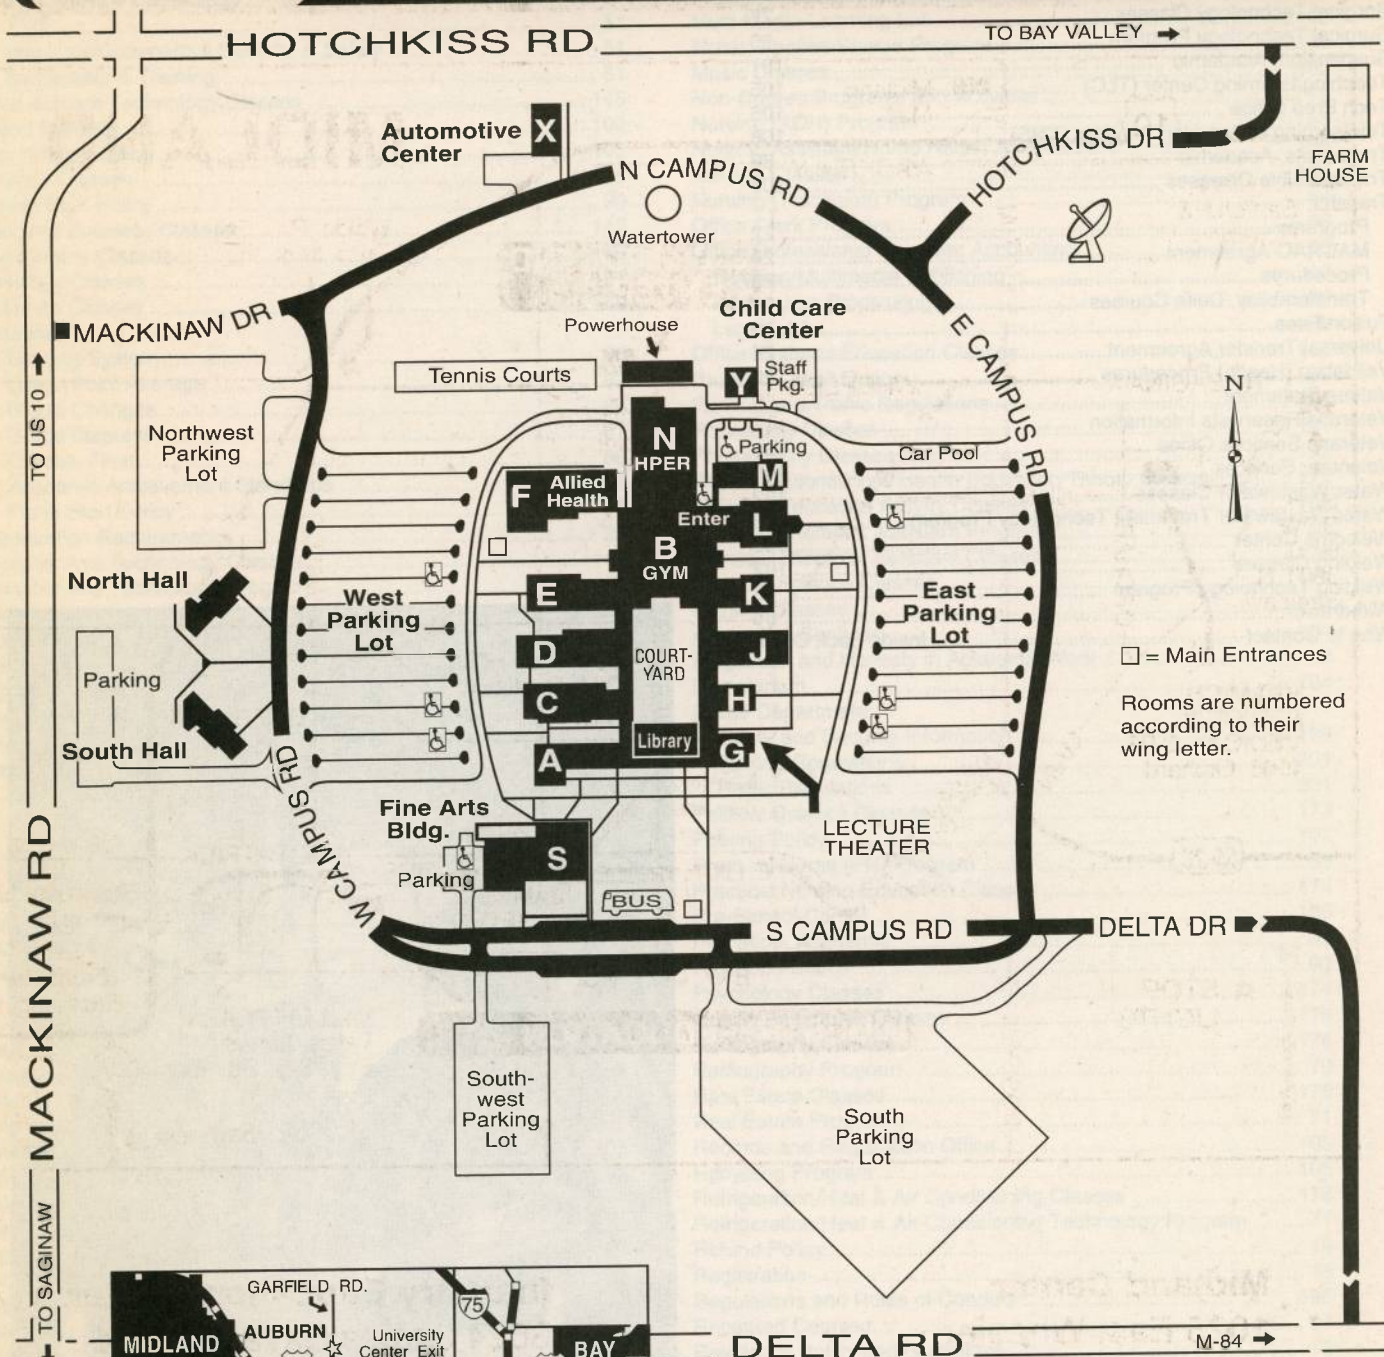 HOTCHKISS RD
TO BAY VALLEY
Automotive
Center
X
N CAMPUS RD
Watertower
HOTCHKISS DR
FARM
HOUSE
MACKINAW DR
TO US 10
Powerhouse
Child Care
Center
Tennis Courts
Y
Staff
Pkg.
E CAMPUS RD
N
Northwest
Parking
Lot
N
HPER
Parking
M
Car Pool
F
Allied
Health
Enter
L
B
GYM
North Hall
West
Parking
Lot
E
K
East
Parking
Lot
D
COURT-
YARD
J
= Main Entrances
Parking
C
H
Rooms are numbered
according to their
wing letter.
South Hall
A
Library
G
W CAMPUS RD
Fine Arts
Bldg.
S
Parking
LECTURE
THEATER
BUS
S CAMPUS RD
DELTA DR
MACKINAW RD
South-
west
Parking
Lot
South
Parking
Lot
TO SAGINAW
GARFIELD RD.
75
MIDLAND
AUBURN
University
Center Exit
BAY
DELTA RD
M-84